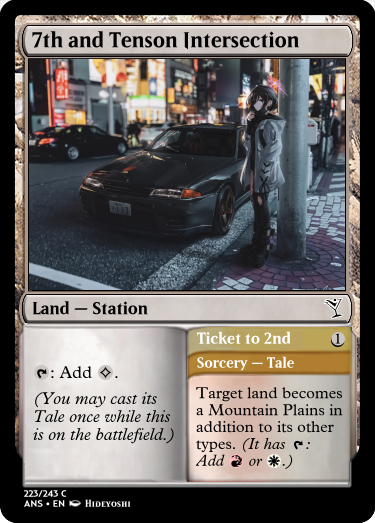 7th and Tenson Intersection
Land — Station
{T}: Add {C}.
(You may cast its
Tale once while this
is on the battlefield.)
Ticket to 2nd 1
Sorcery — Tale
Target land becomes
a Mountain Plains in
addition to its other
types. (It has {T}:
Add {R} or {W}.)
223/243 C
ANS • EN HIDEYOSHI